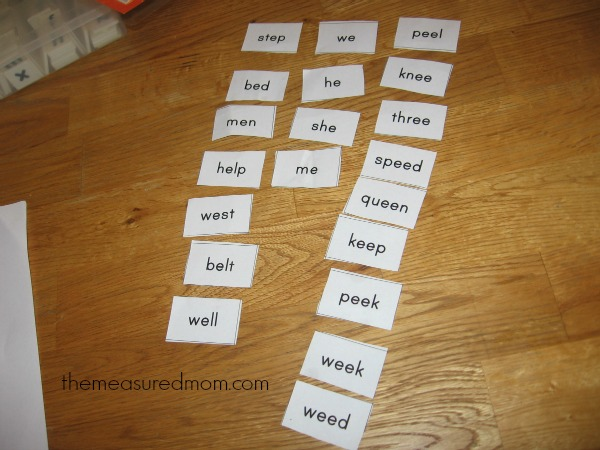 step we peel
bed he knee
men she three
help me speed
west queen
belt keep
well peek
week
weed
themeasuredmom.com
x